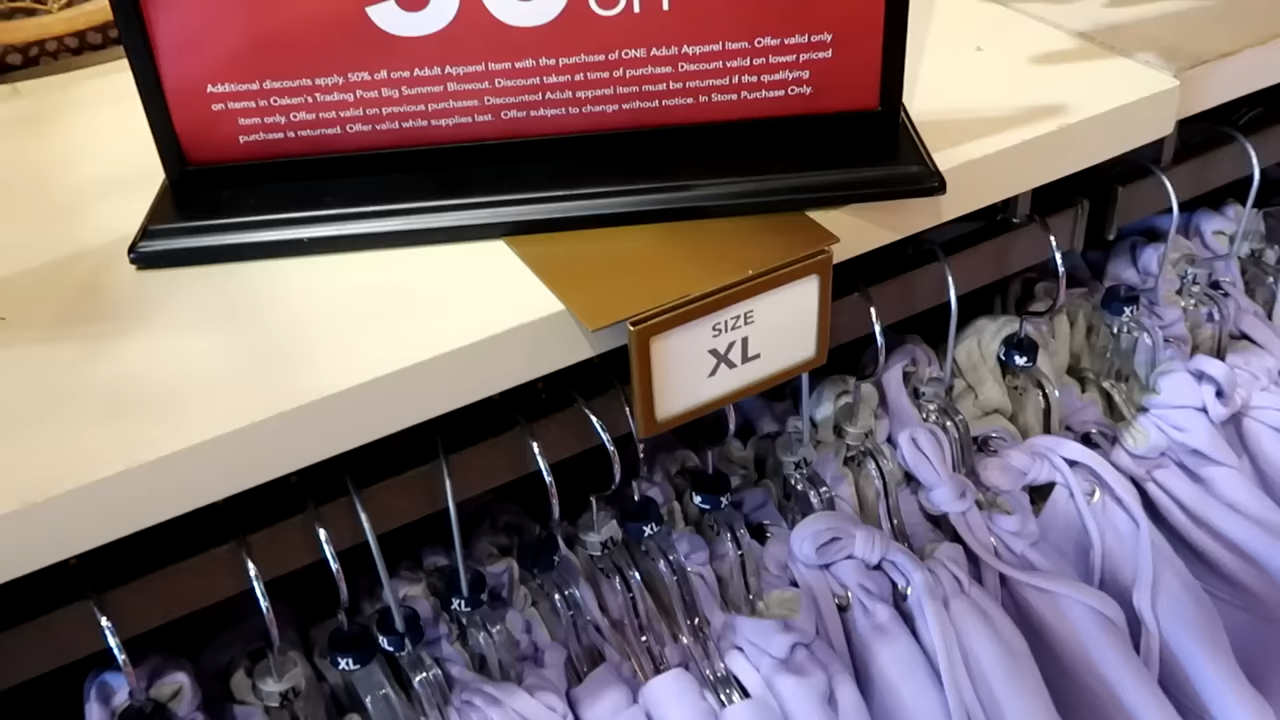 50 OFF
Additional discounts apply. 50% off one Adult Apparel Item with the purchase of ONE Adult Apparel Item. Offer valid only
on items in Oaken's Trading Post Big Summer Blowout. Discount taken at time of purchase. Discount valid on lower priced
item only. Offer not valid on previous purchases. Discounted Adult apparel item must be returned if the qualifying
purchase is returned. Offer valid while supplies last. Offer subject to change without notice. In Store Purchase Only.
SIZE
XL
XL
XL
XL
XL
XL
XL
XL
XL